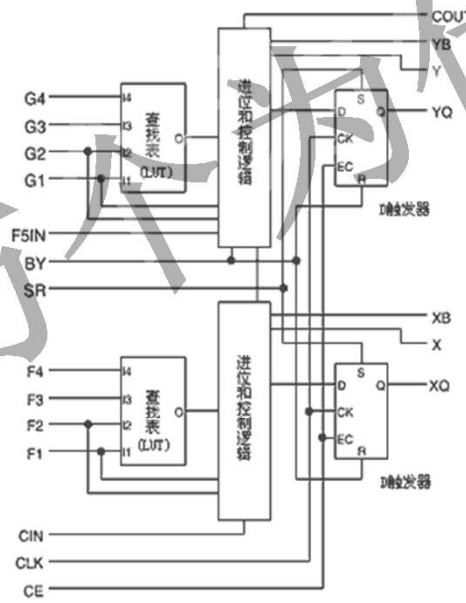 COUT
YB
Y
G4 I4 进位和控制逻辑 S
G3 I3 查找表 O D Q YQ
G2 I2 (LUT) CK
G1 I1 EC
R
D触发器
F5IN
BY
SR
XB
X
F4 I4 进位和控制逻辑 S
F3 I3 查找表 O D Q XQ
F2 I2 (LUT) CK
F1 I1 EC
R
D触发器
CIN
CLK
CE